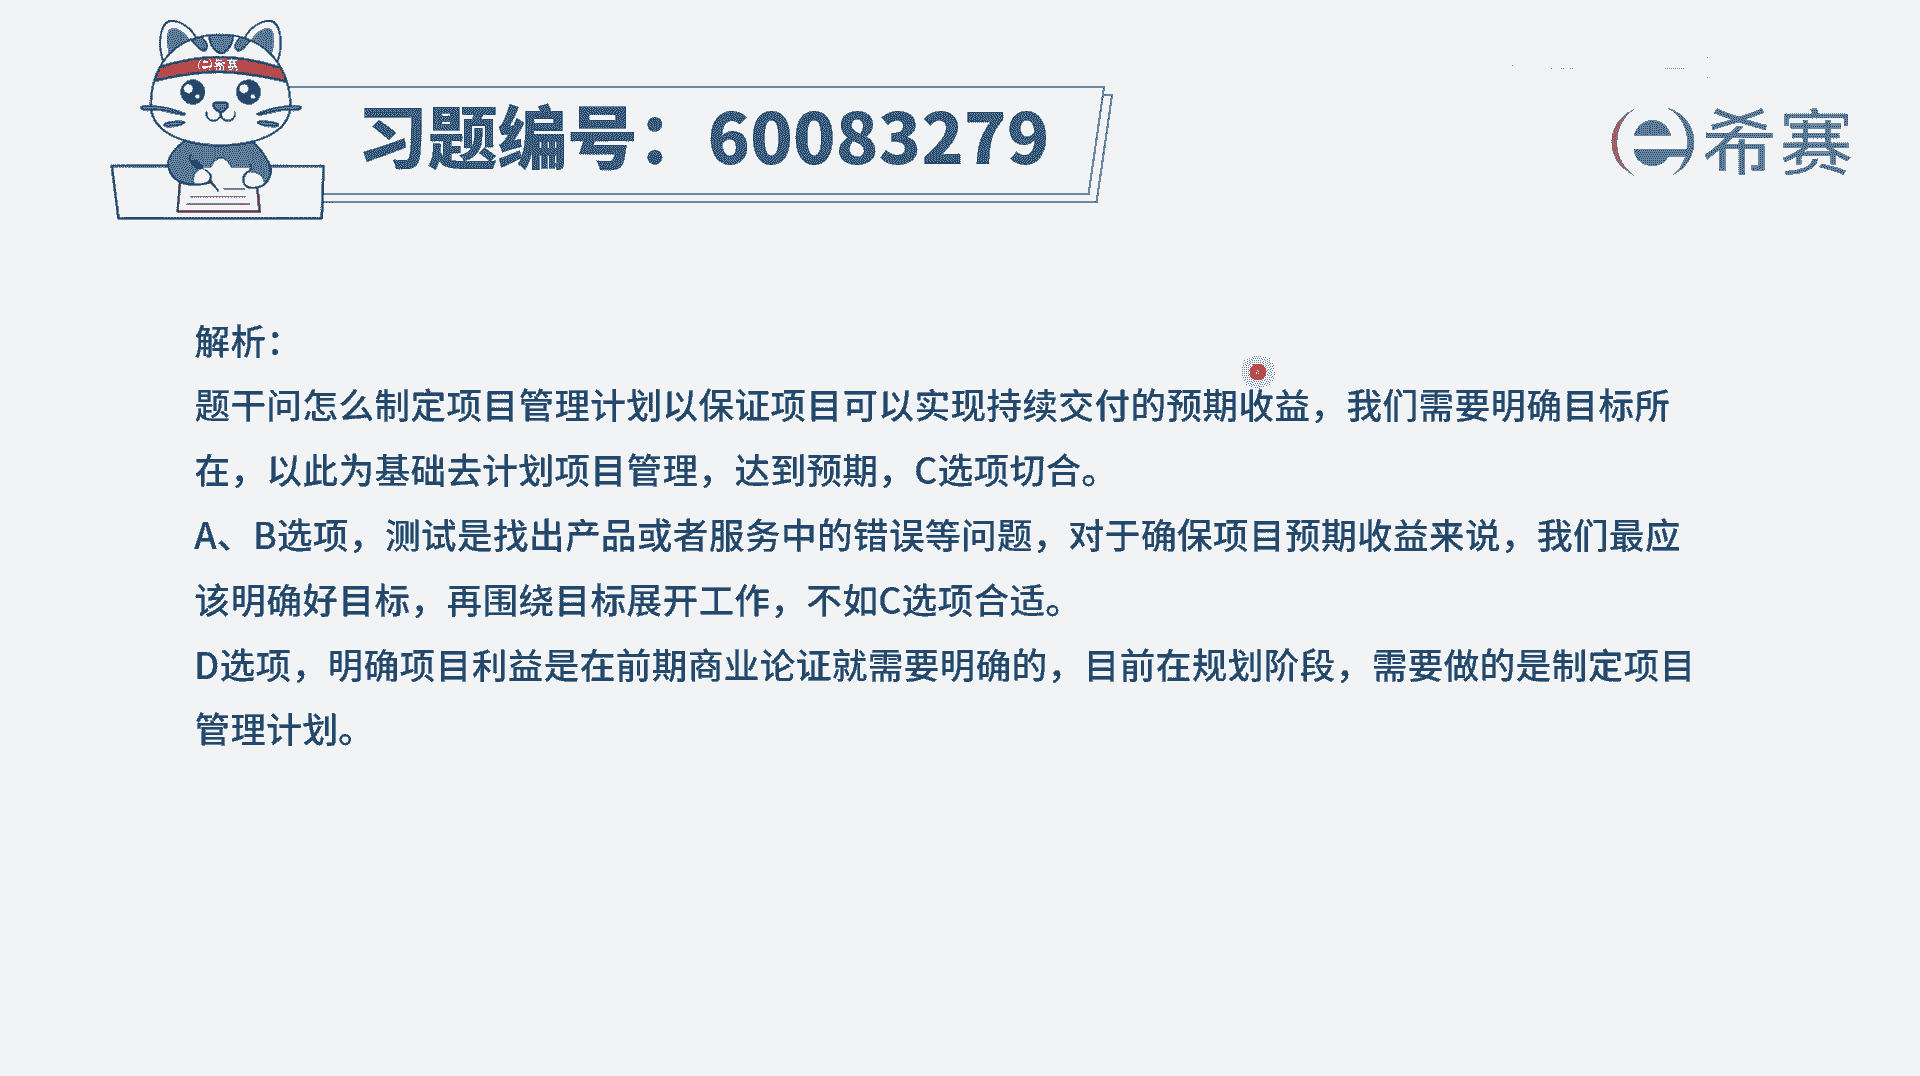 e希赛
习题编号：60083279
e希赛
解析：
题干问怎么制定项目管理计划以保证项目可以实现持续交付的预期收益，我们需要明确目标所
在，以此为基础去计划项目管理，达到预期，C选项切合。
A、B选项，测试是找出产品或者服务中的错误等问题，对于确保项目预期收益来说，我们最应
该明确好目标，再围绕目标展开工作，不如C选项合适。
D选项，明确项目利益是在前期商业论证就需要明确的，目前在规划阶段，需要做的是制定项目
管理计划。